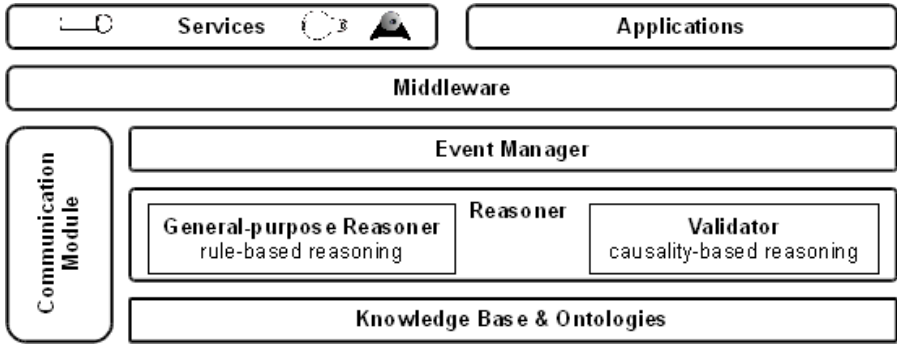 Services
Applications
Middleware
Communication
Module
Event Manager
Reasoner
General-purpose Reasoner
rule-based reasoning
Validator
causality-based reasoning
Knowledge Base & Ontologies